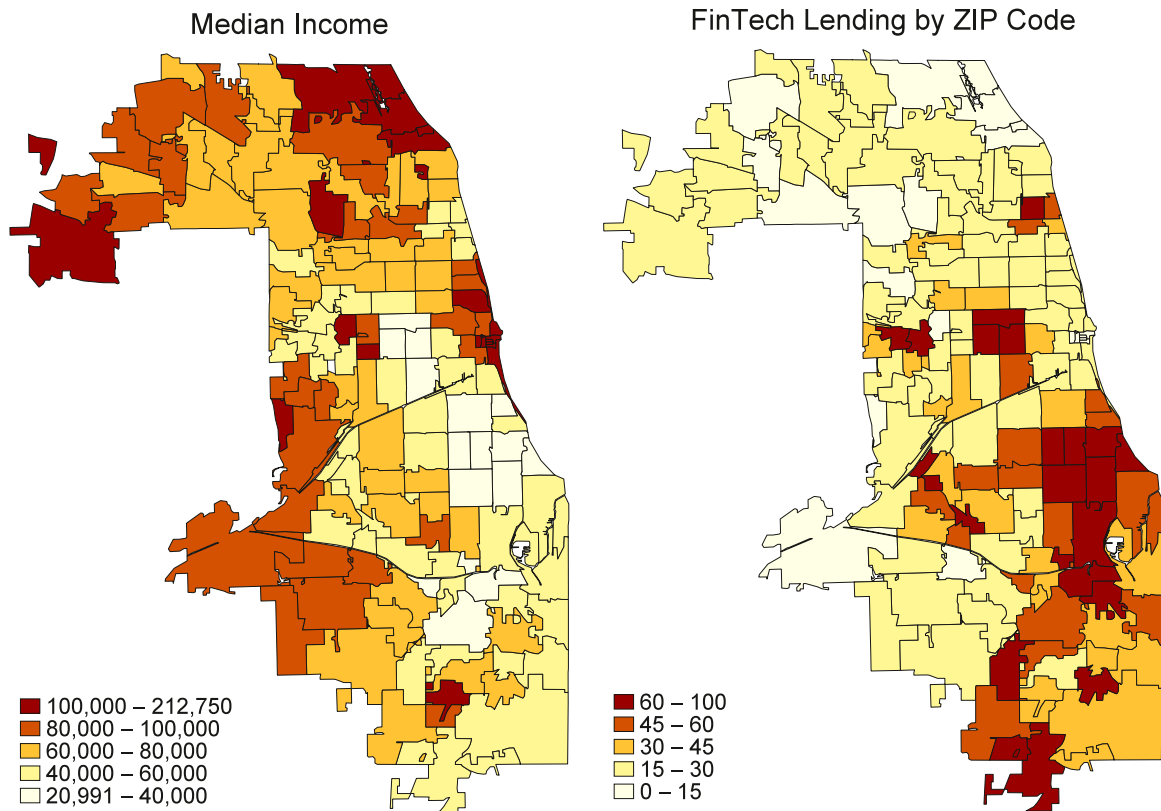 Median Income
FinTech Lending by ZIP Code
100,000 – 212,750
80,000 – 100,000
60,000 – 80,000
40,000 – 60,000
20,991 – 40,000
60 – 100
45 – 60
30 – 45
15 – 30
0 – 15